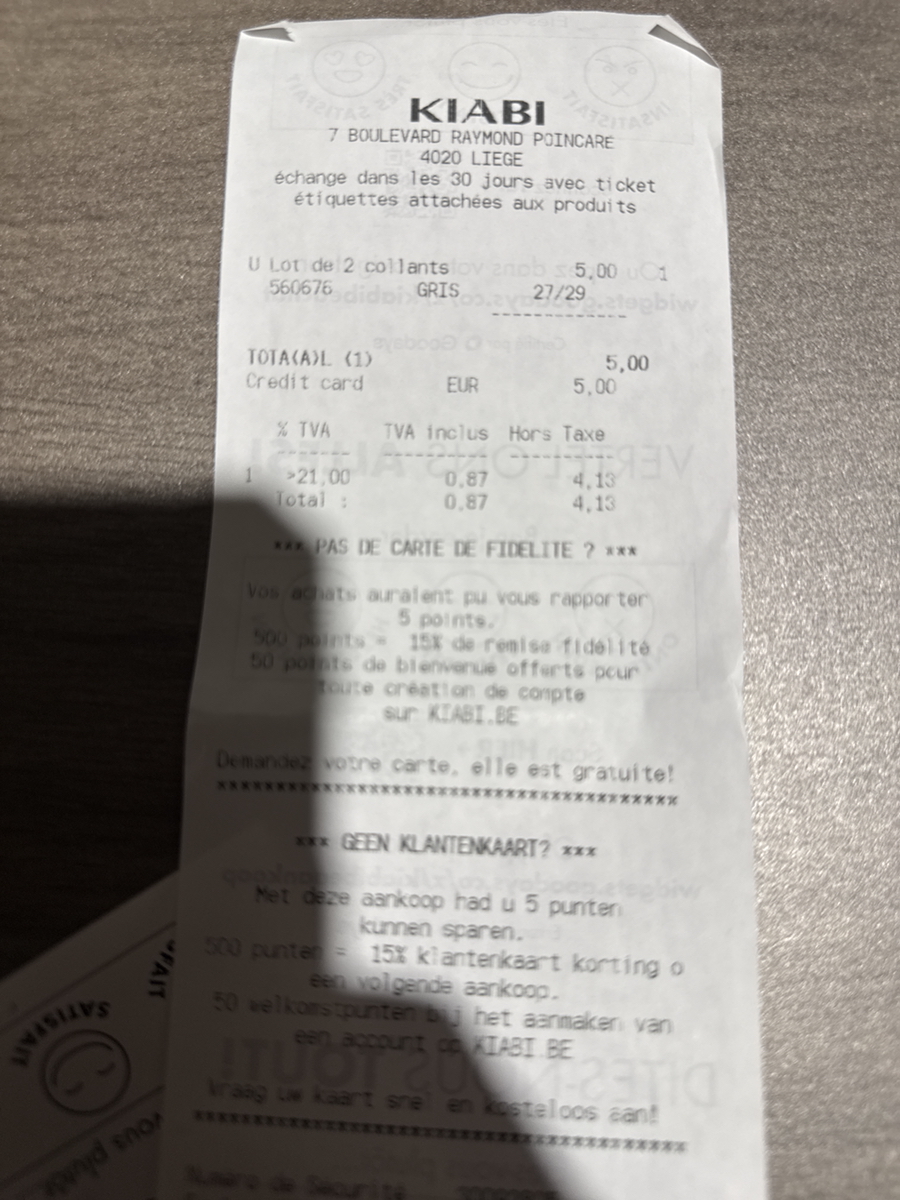 KIABI
7 BOULEVARD RAYMOND POINCARE
4020 LIEGE
échange dans les 30 jours avec ticket
étiquettes attachées aux produits
U Lot de 2 collants 5,00 1
560676 GRIS 27/29
-------------
TOTA(A)L (1) 5,00
Credit card EUR 5,00
% TVA TVA inclus Hors Taxe
------- ---------- ----------
1 >21,00 0,87 4,13
Total : 0,87 4,13
*** PAS DE CARTE DE FIDELITE ? ***
Vos achats auraient pu vous rapporter
5 points.
500 points = 15% de remise fidélité
50 points de bienvenue offerts pour
toute création de compte
sur KIABI.BE
Demandez votre carte, elle est gratuite!
****************************************
*** GEEN KLANTENKAART? ***
Met deze aankoop had u 5 punten
kunnen sparen.
500 punten = 15% klantenkaart korting o
een volgende aankoop.
50 welkomstpunten bij het aanmaken van
een account op KIABI.BE
Vraag uw kaart snel en kosteloos aan!
****************************************
Numéro de Sécurité
SATISFAIT
FAIT
vous